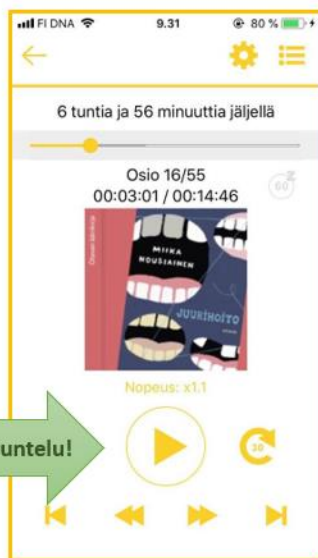 FI DNA 9.31 80 %
6 tuntia ja 56 minuuttia jäljellä
Osio 16/55
00:03:01 / 00:14:46
60 z
MIIKA
NOUSIAINEN
JUURIHOITO
Nopeus: x1.1
untelu!
30